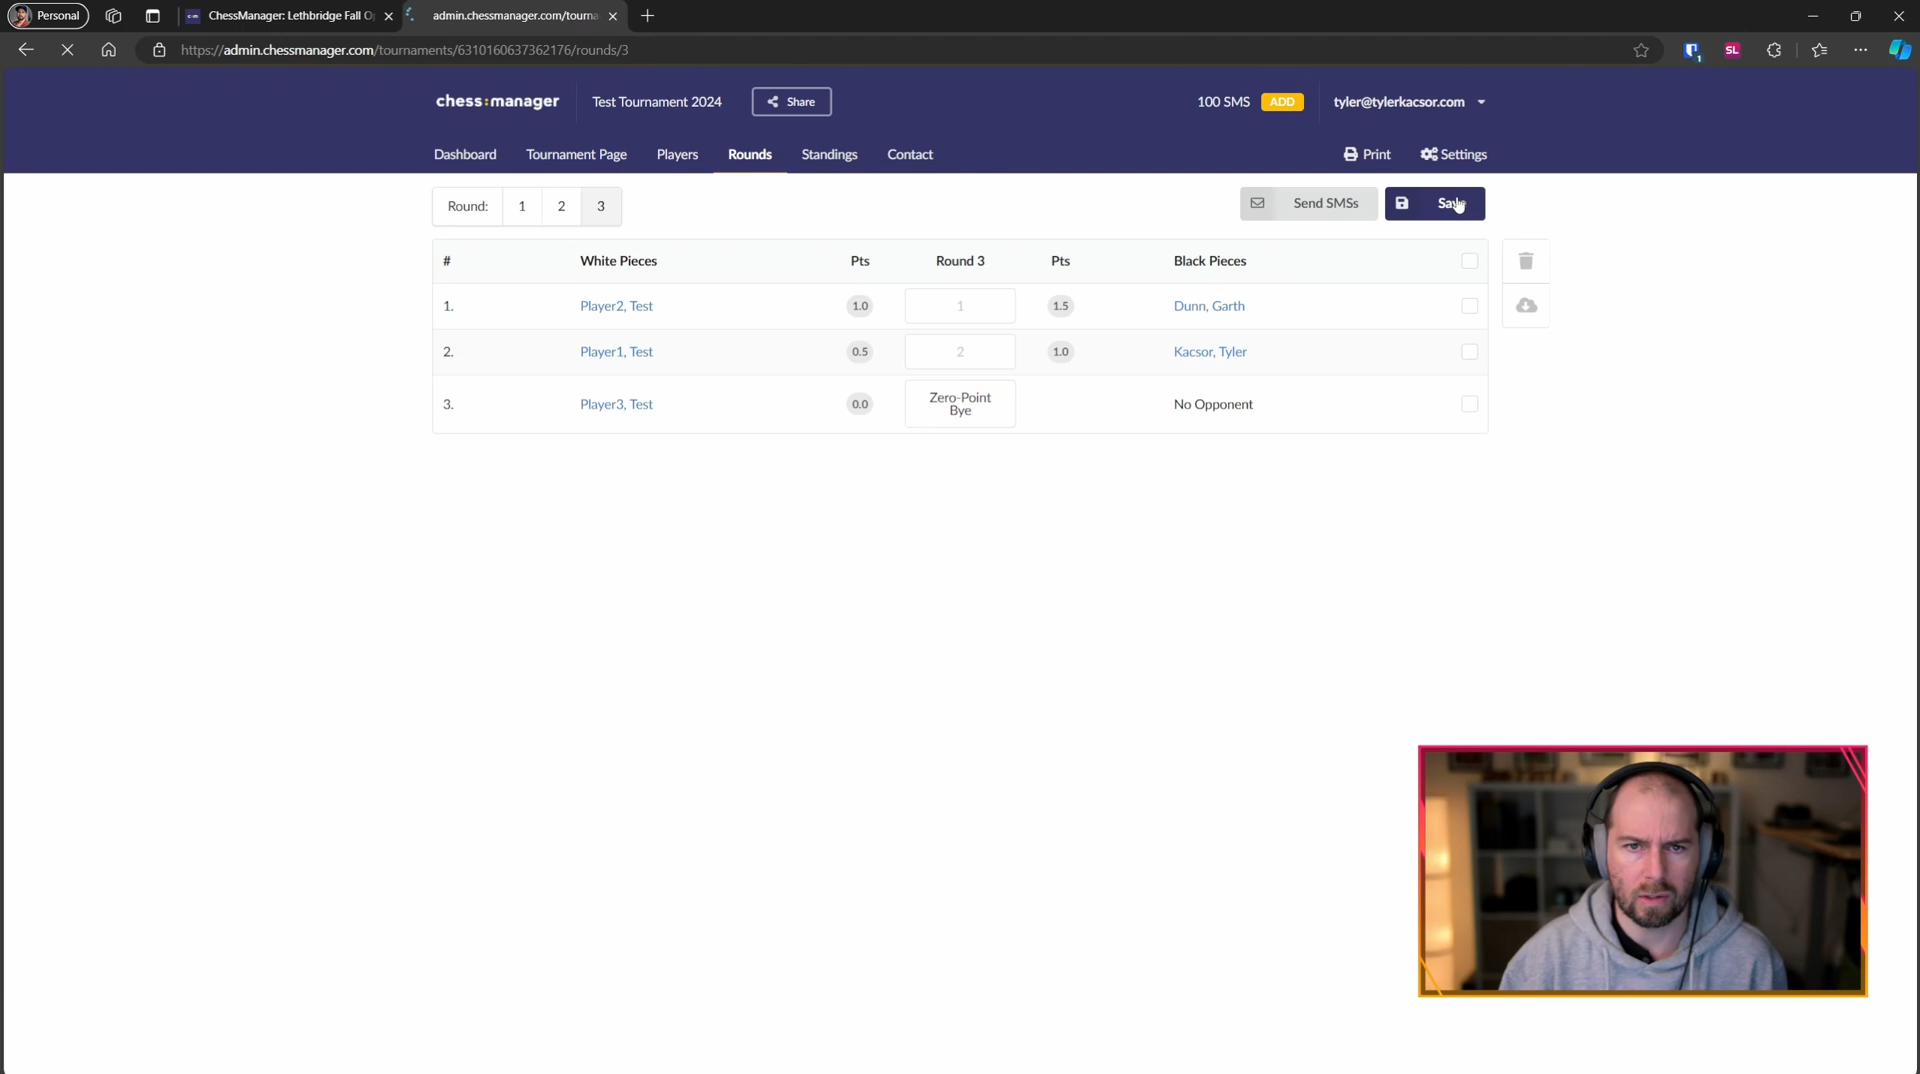 Personal
ChessManager: Lethbridge Fall O
admin.chessmanager.com/tourna
https://admin.chessmanager.com/tournaments/6310160637362176/rounds/3
SL
1
chess:manager
Test Tournament 2024
Share
100 SMS
ADD
tyler@tylerkacsor.com
Dashboard
Tournament Page
Players
Rounds
Standings
Contact
Print
Settings
Round: 1 2 3
Send SMSs
Save
# White Pieces Pts Round 3 Pts Black Pieces
1. Player2, Test 1.0 1 1.5 Dunn, Garth
2. Player1, Test 0.5 2 1.0 Kacsor, Tyler
3. Player3, Test 0.0 Zero-Point No Opponent
Bye